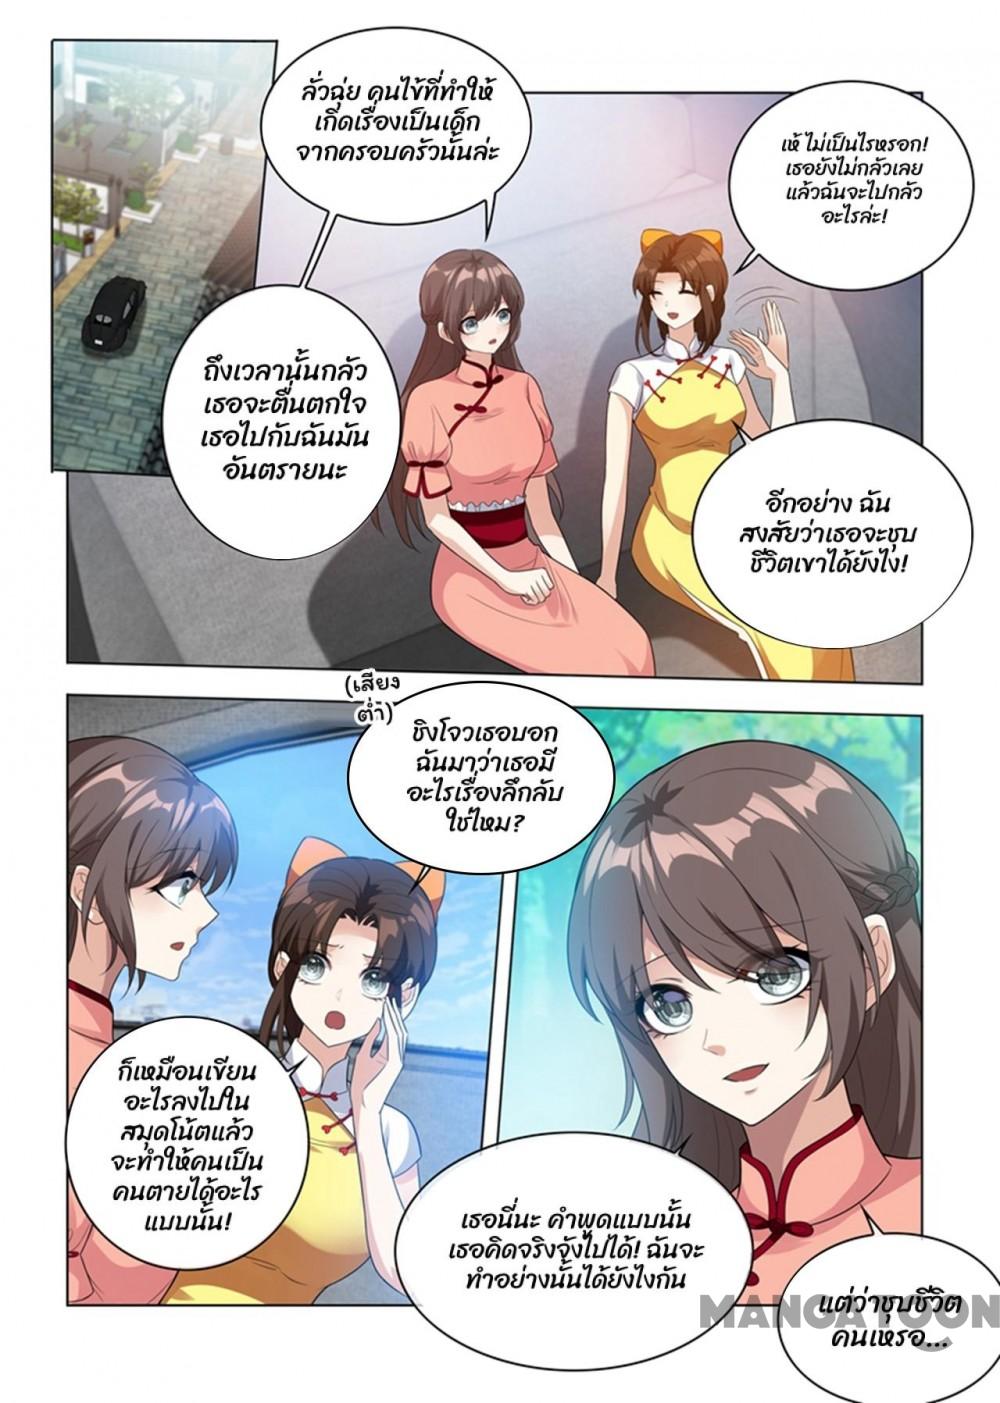 ลั่วฉุ่ย คนไข้ที่ทำให้
เกิดเรื่องเป็นเด็ก
จากครอบครัวนั้นล่ะ
เห้ ไม่เป็นไรหรอก!
เธอยังไม่กลัวเลย
แล้วฉันจะไปกลัว
อะไรล่ะ!
ถึงเวลานั้นกลัว
เธอจะตื่นตกใจ
เธอไปกับฉันมัน
อันตรายนะ
อีกอย่าง ฉัน
สงสัยว่าเธอจะชุบ
ชีวิตเขาได้ยังไง!
(เสียง
ต่ำ)
ชิงโจวเธอบอก
ฉันมาว่าเธอมี
อะไรเรื่องลึกลับ
ใช่ไหม?
ก็เหมือนเขียน
อะไรลงไปใน
สมุดโน้ตแล้ว
จะทำให้คนเป็น
คนตายได้อะไร
แบบนั้น!
เธอนี่นะ คำพูดแบบนั้น
เธอคิดจริงจังไปได้! ฉันจะ
ทำอย่างนั้นได้ยังไงกัน
แต่ว่าชุบชีวิต
คนเหรอ...
MANGATOON